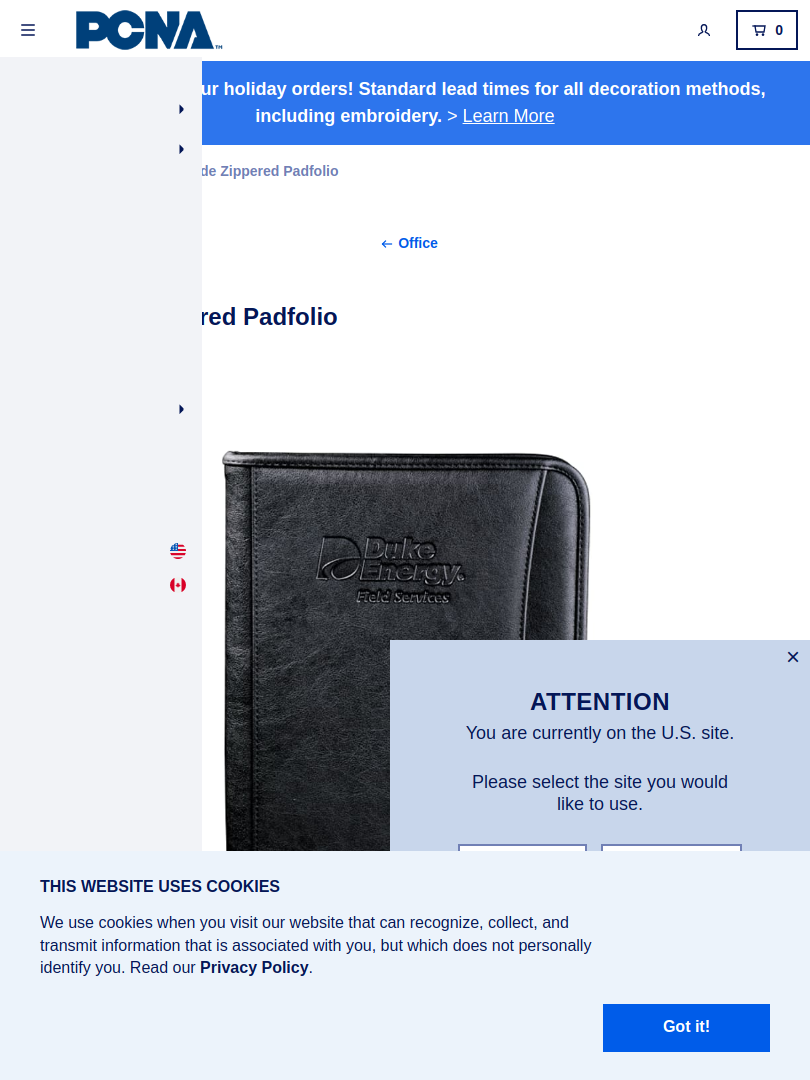 PCNA™
0
ur holiday orders! Standard lead times for all decoration methods,
including embroidery. > Learn More
de Zippered Padfolio
← Office
red Padfolio
Duke
Energy®
Field Services
×
ATTENTION
You are currently on the U.S. site.
Please select the site you would
like to use.
THIS WEBSITE USES COOKIES
We use cookies when you visit our website that can recognize, collect, and
transmit information that is associated with you, but which does not personally
identify you. Read our Privacy Policy.
Got it!